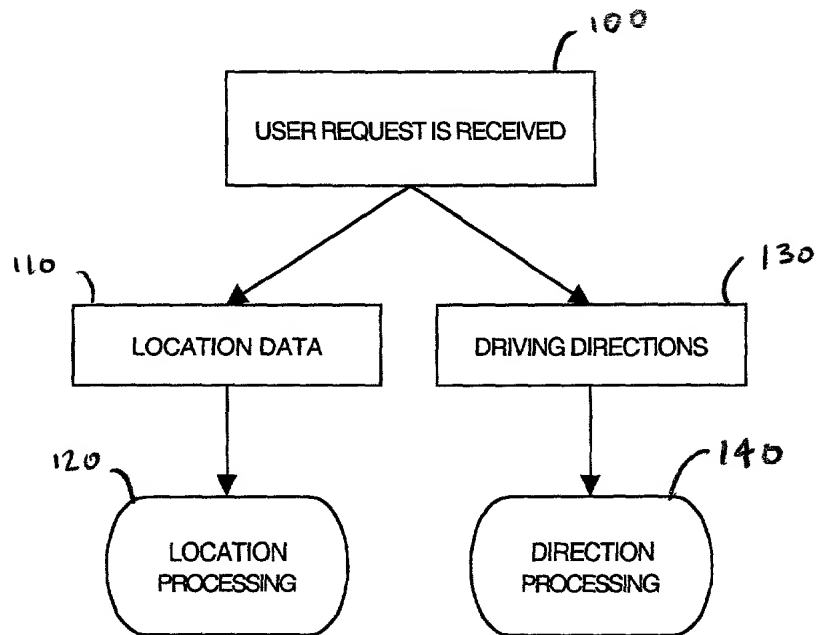 100
USER REQUEST IS RECEIVED
110
130
LOCATION DATA
DRIVING DIRECTIONS
120
140
LOCATION
PROCESSING
DIRECTION
PROCESSING